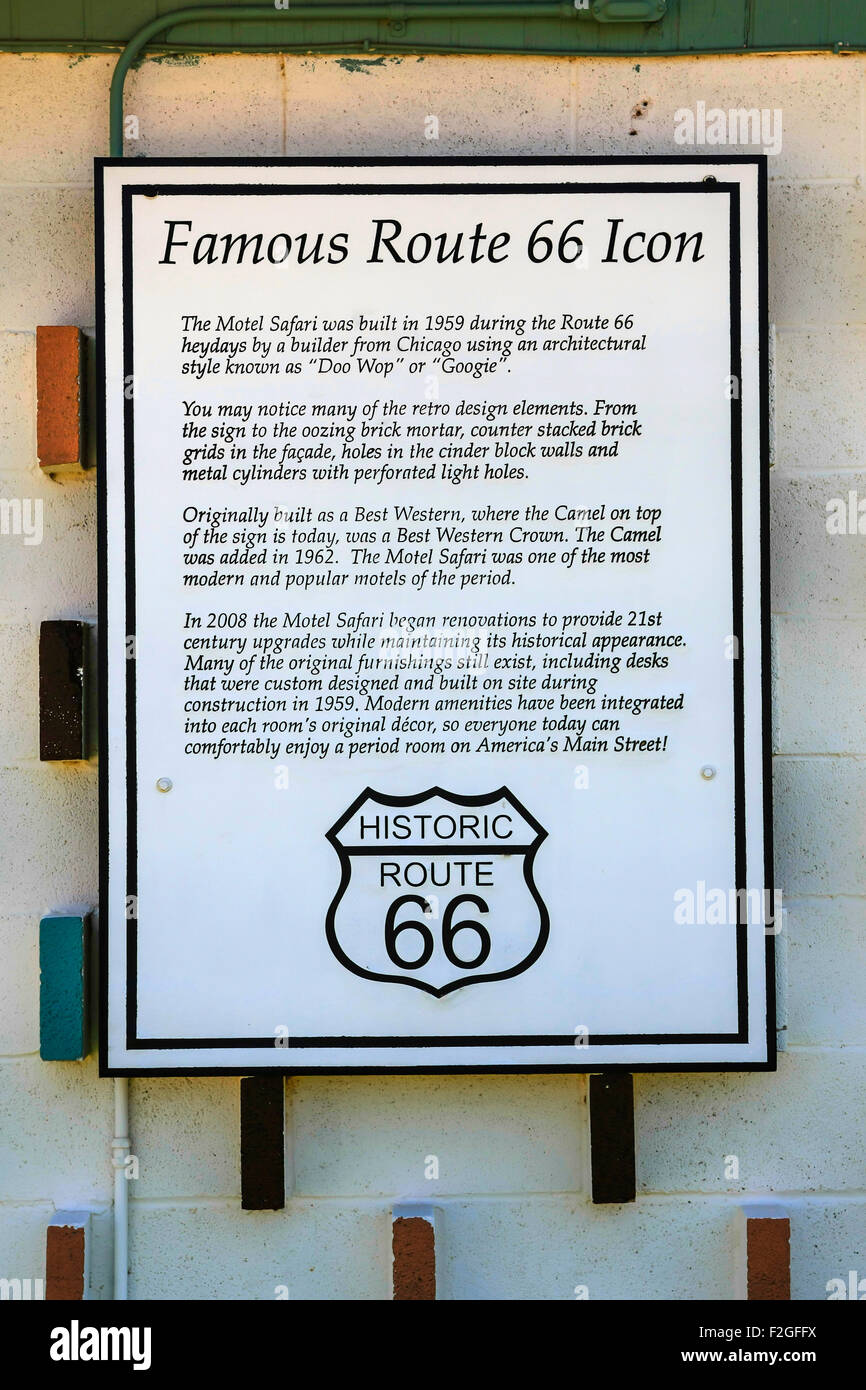 Famous Route 66 Icon
The Motel Safari was built in 1959 during the Route 66
heydays by a builder from Chicago using an architectural
style known as “Doo Wop” or “Googie”.
You may notice many of the retro design elements. From
the sign to the oozing brick mortar, counter stacked brick
grids in the façade, holes in the cinder block walls and
metal cylinders with perforated light holes.
Originally built as a Best Western, where the Camel on top
of the sign is today, was a Best Western Crown. The Camel
was added in 1962. The Motel Safari was one of the most
modern and popular motels of the period.
In 2008 the Motel Safari began renovations to provide 21st
century upgrades while maintaining its historical appearance.
Many of the original furnishings still exist, including desks
that were custom designed and built on site during
construction in 1959. Modern amenities have been integrated
into each room's original décor, so everyone today can
comfortably enjoy a period room on America's Main Street!
HISTORIC
ROUTE
66
alamy
alamy stock photo
F2GFFX
www.alamy.com